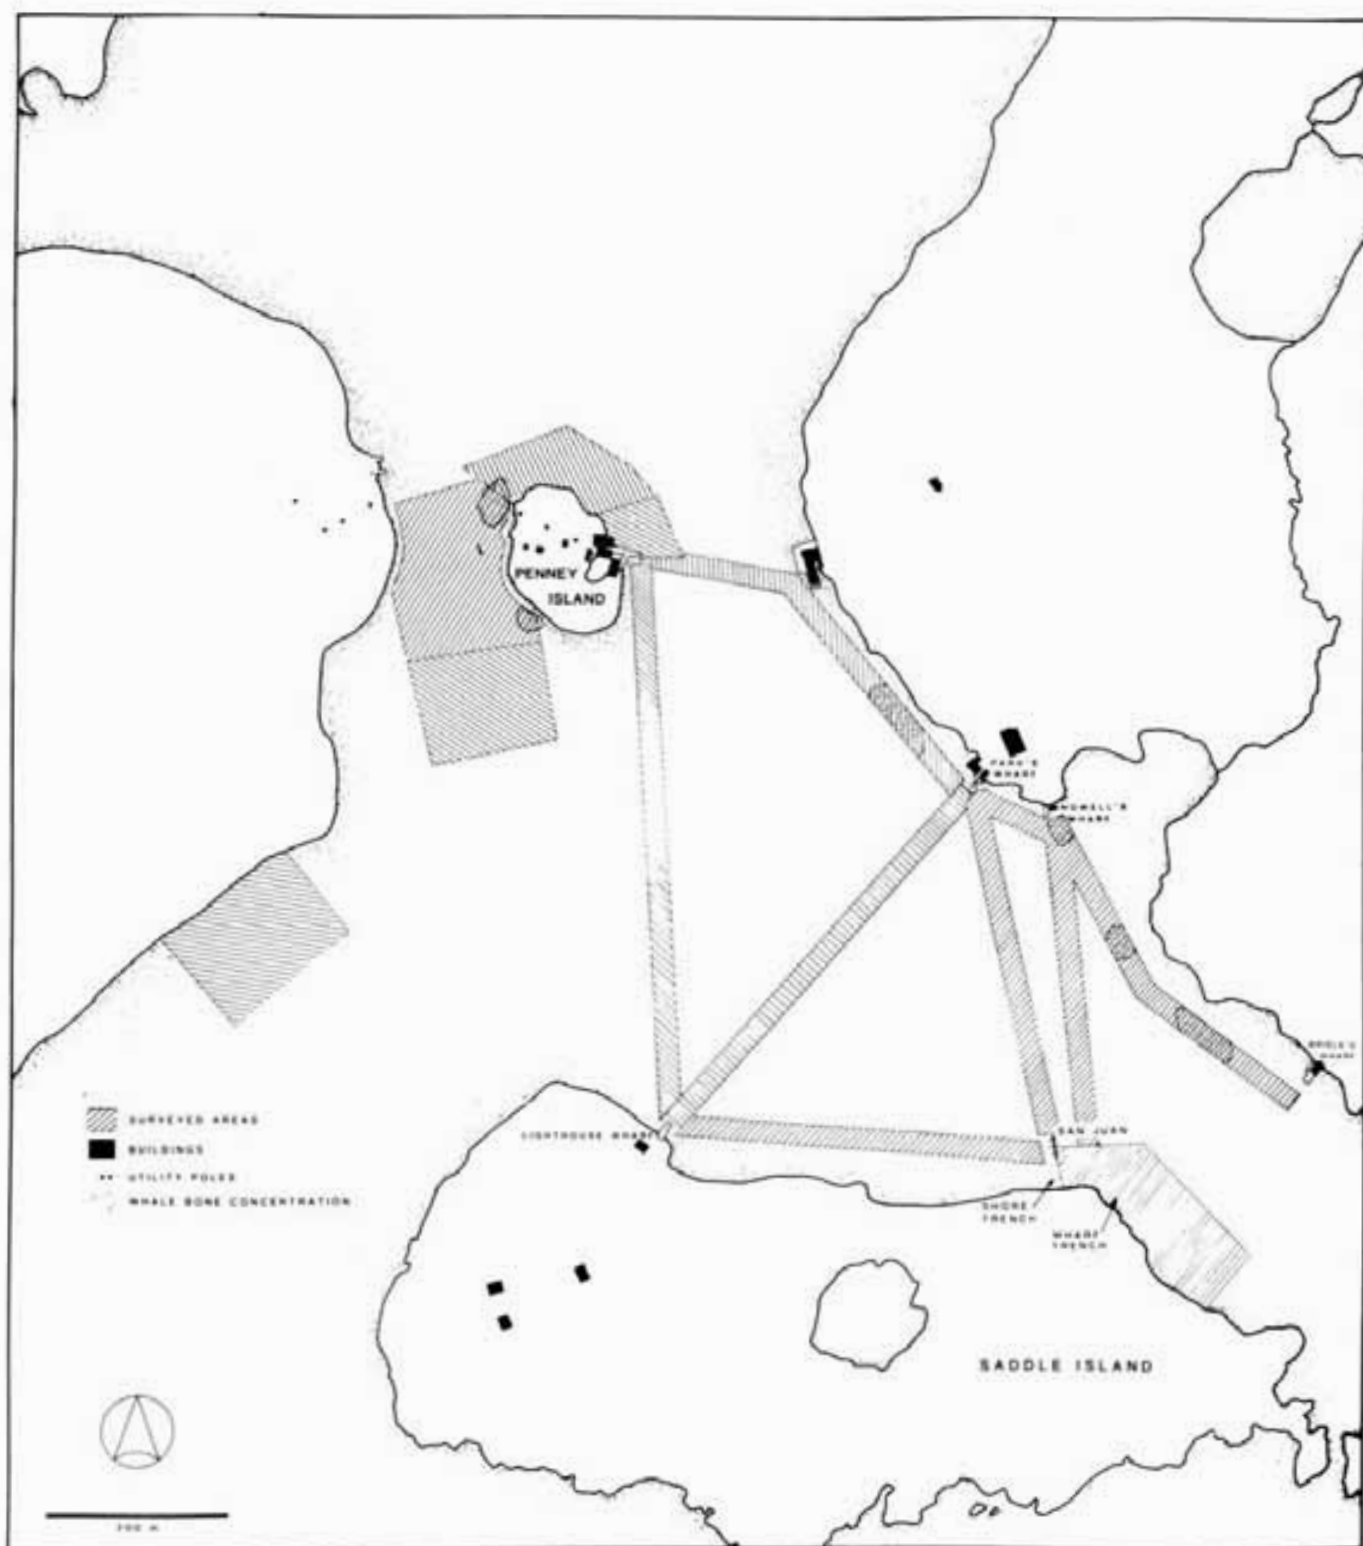 PENNEY
ISLAND
WHARF
WHARF
WHARF
SURVEYED AREAS
BUILDINGS
UTILITY POLES
WHALE BONE CONCENTRATION
LIGHTHOUSE WHARF
SAN JUAN
SHORE
TRENCH
WHARF
TRENCH
SADDLE ISLAND